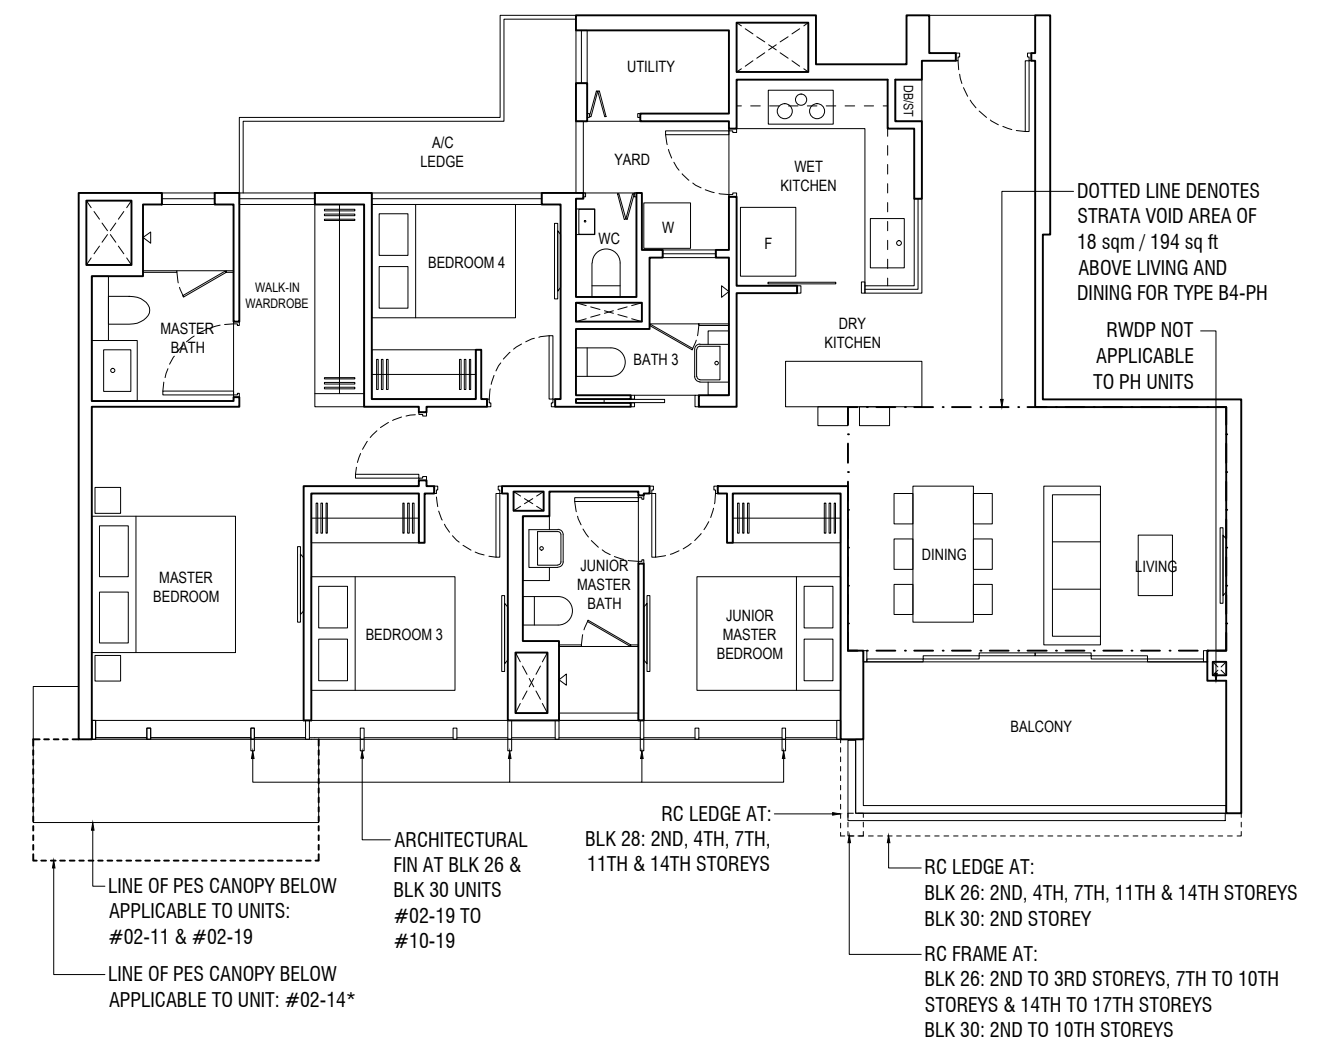 UTILITY
DB/ST
A/C
LEDGE
YARD
WET
KITCHEN
DOTTED LINE DENOTES
STRATA VOID AREA OF
18 sqm / 194 sq ft
ABOVE LIVING AND
DINING FOR TYPE B4-PH
WC
W
F
BEDROOM 4
WALK-IN
WARDROBE
MASTER
BATH
BATH 3
DRY
KITCHEN
RWDP NOT
APPLICABLE
TO PH UNITS
DINING
LIVING
MASTER
BEDROOM
BEDROOM 3
JUNIOR
MASTER
BATH
JUNIOR
MASTER
BEDROOM
BALCONY
RC LEDGE AT:
BLK 28: 2ND, 4TH, 7TH,
11TH & 14TH STOREYS
ARCHITECTURAL
FIN AT BLK 26 &
BLK 30 UNITS
#02-19 TO
#10-19
LINE OF PES CANOPY BELOW
APPLICABLE TO UNITS:
#02-11 & #02-19
LINE OF PES CANOPY BELOW
APPLICABLE TO UNIT: #02-14*
RC LEDGE AT:
BLK 26: 2ND, 4TH, 7TH, 11TH & 14TH STOREYS
BLK 30: 2ND STOREY
RC FRAME AT:
BLK 26: 2ND TO 3RD STOREYS, 7TH TO 10TH
STOREYS & 14TH TO 17TH STOREYS
BLK 30: 2ND TO 10TH STOREYS